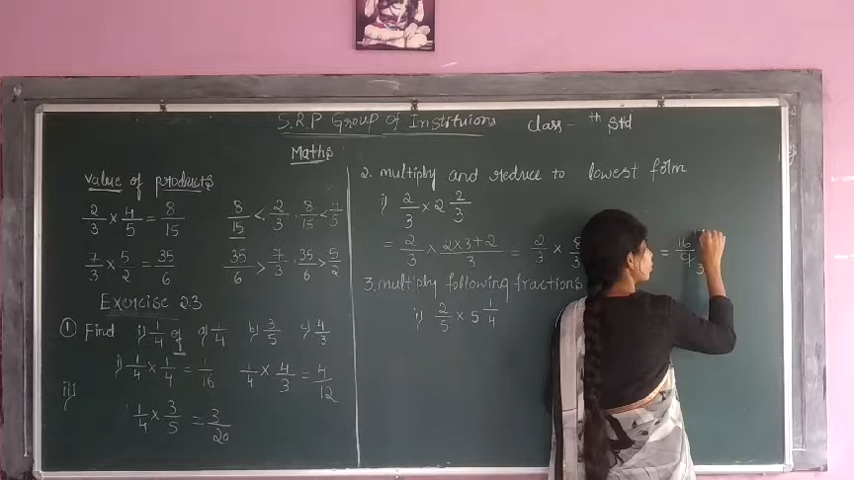 S.R.P Group of Instituions class - th std
Maths
value of products
2/3 × 4/5 = 8/15 8/15 < 2/3 . 8/15 < 4/5
7/3 × 5/2 = 35/6 35/6 > 7/3 . 35/6 > 5/2
Exercise 23
① Find i) 1/4 of a) 1/4 b) 3/5 c) 4/3
i) 1/4 × 1/4 = 1/16 1/4 × 4/3 = 4/12
ii)
1/4 × 3/5 = 3/20
2. multiply and reduce to lowest form
i) 2/3 × 2 2/3
= 2/3 × 2×3+2/3 = 2/3 × 8/3 = 16/9
3. multiply following fractions
i) 2/5 × 5 1/4